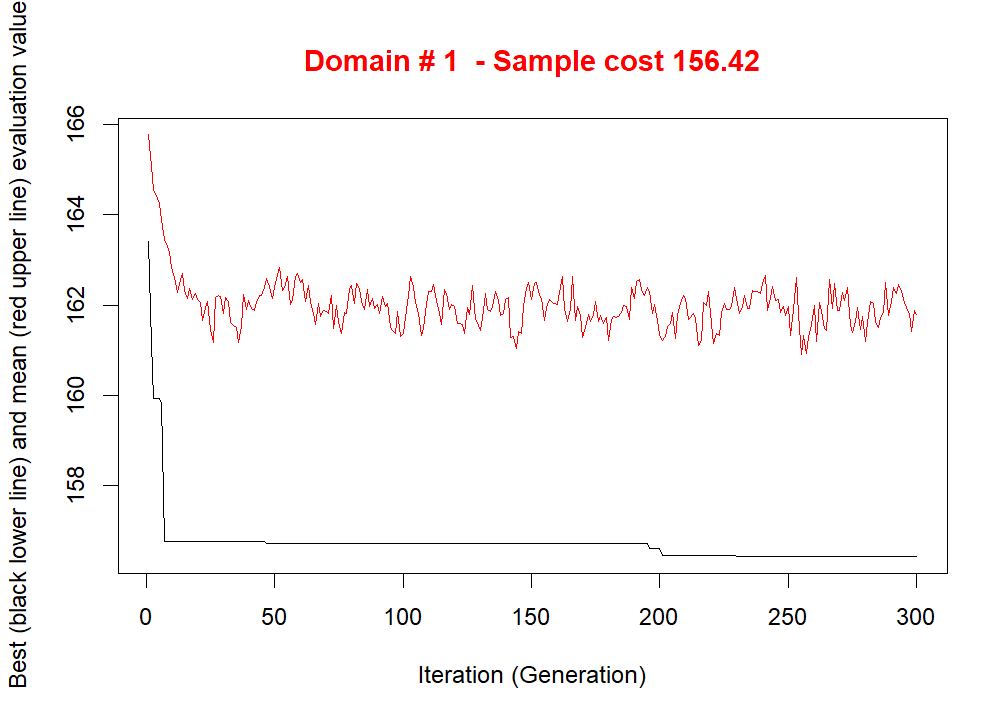 Domain # 1  - Sample cost 156.42
Best (black lower line) and mean (red upper line) evaluation value
166
164
162
160
158
0 50 100 150 200 250 300
Iteration (Generation)